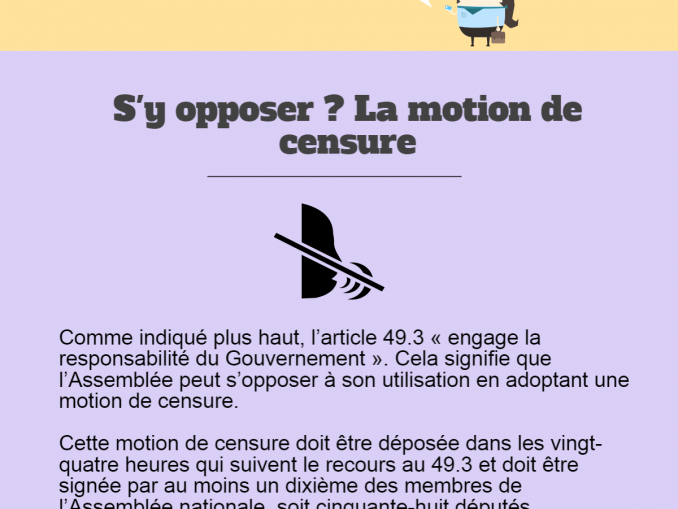 S'y opposer ? La motion de
censure
Comme indiqué plus haut, l’article 49.3 « engage la
responsabilité du Gouvernement ». Cela signifie que
l’Assemblée peut s’opposer à son utilisation en adoptant une
motion de censure.
Cette motion de censure doit être déposée dans les vingt-
quatre heures qui suivent le recours au 49.3 et doit être
signée par au moins un dixième des membres de
l’Assemblée nationale, soit cinquante-huit députés